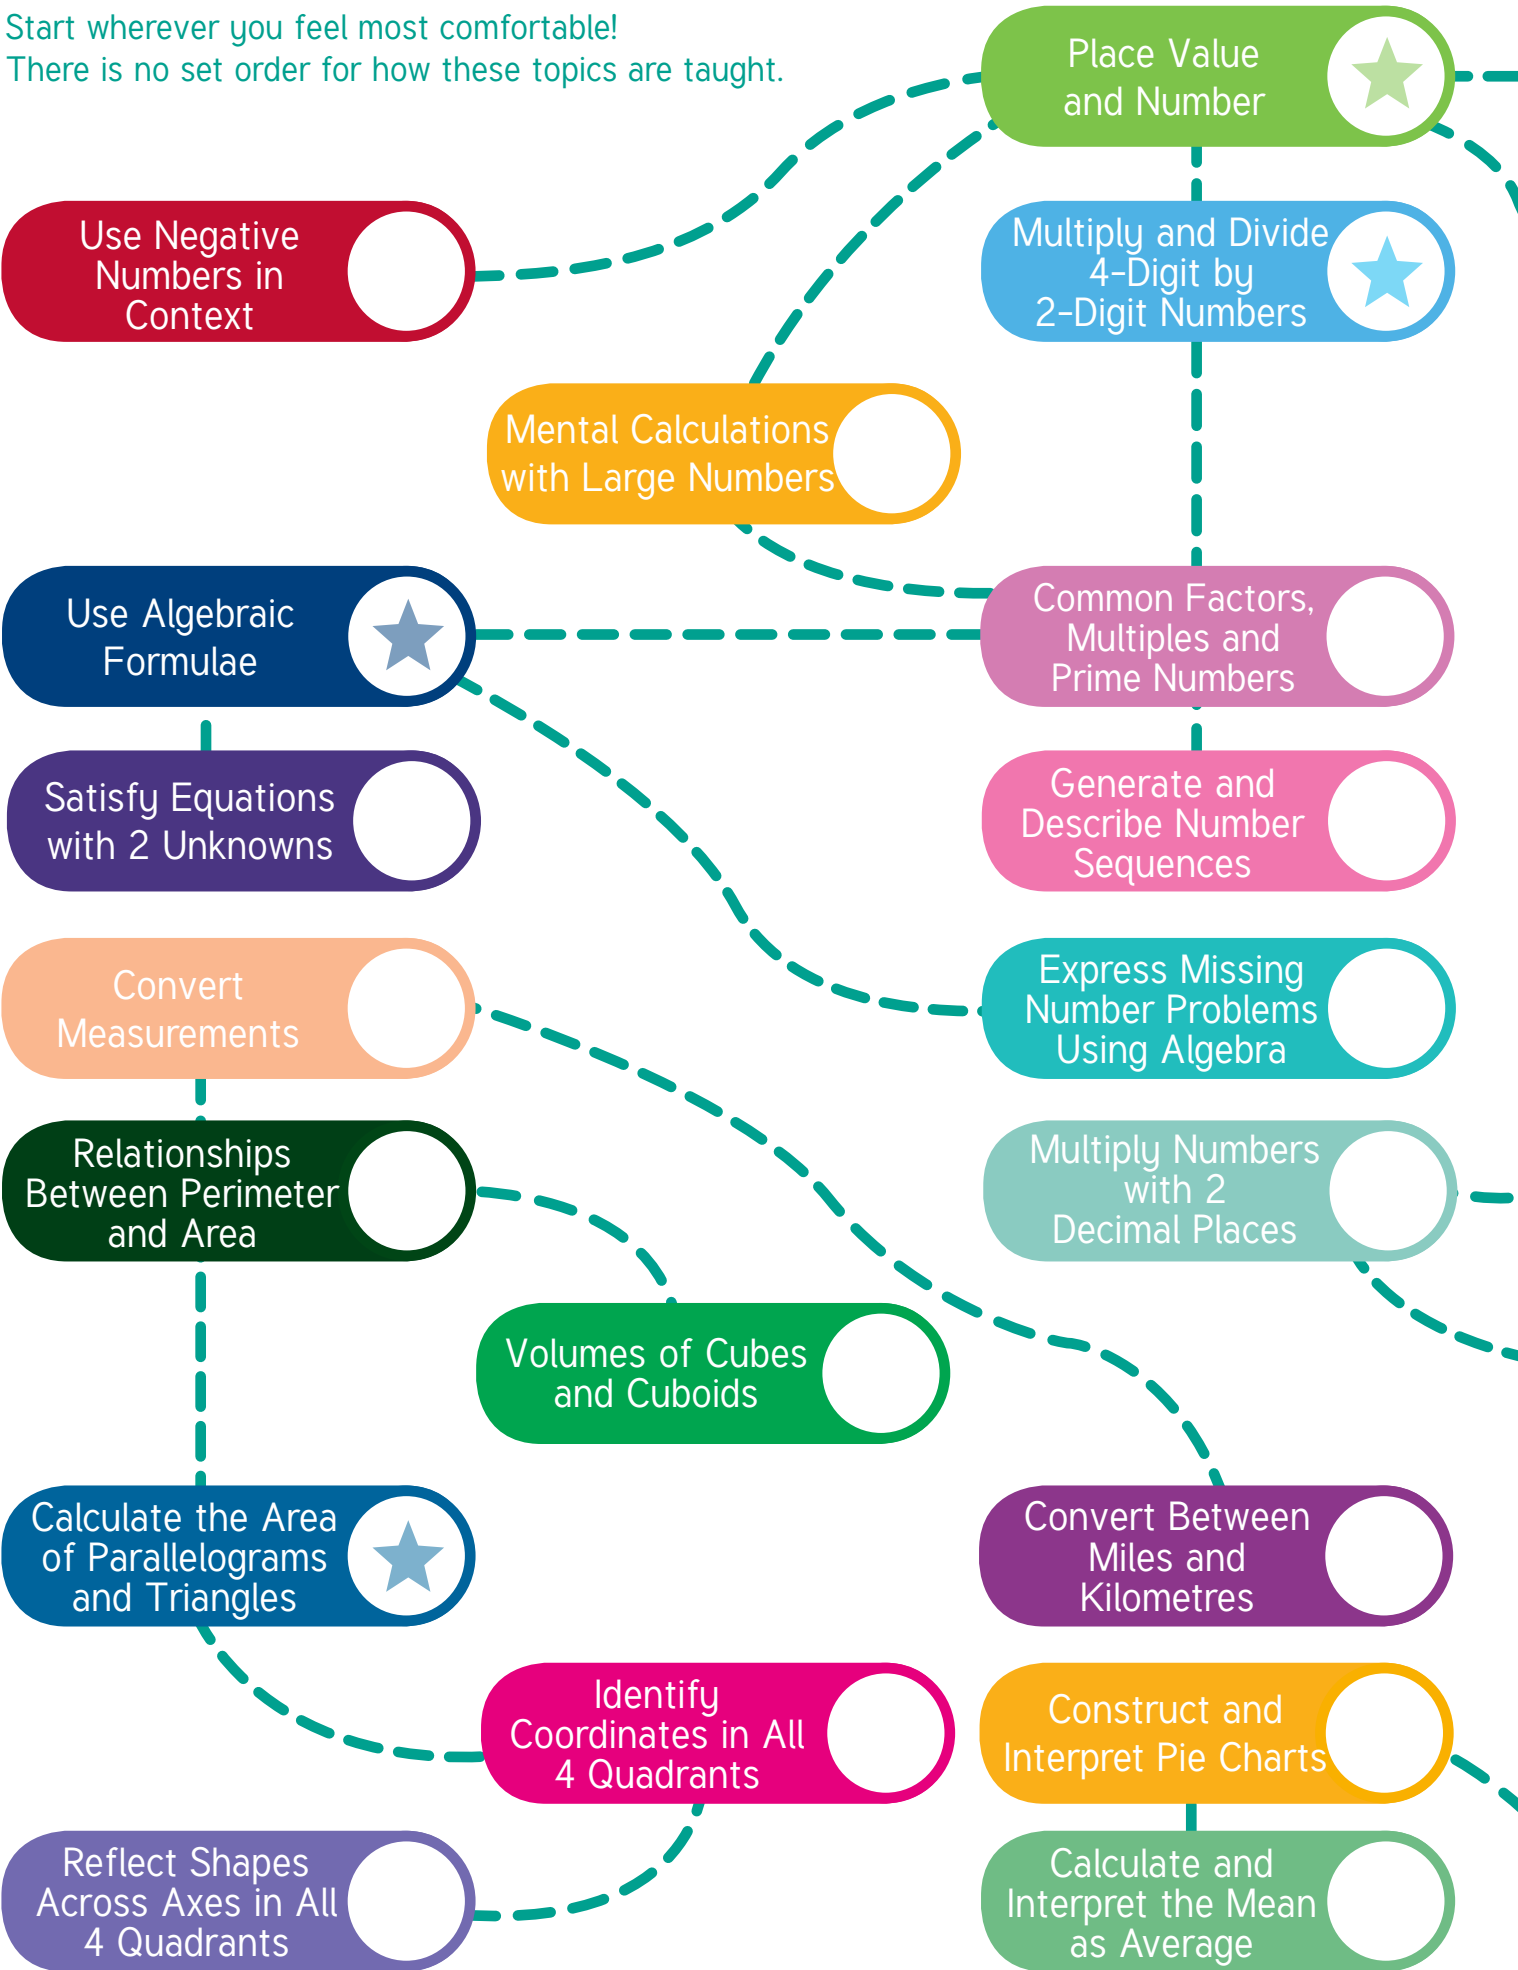 Start wherever you feel most comfortable!
There is no set order for how these topics are taught.
Place Value
and Number
Use Negative
Numbers in
Context
Multiply and Divide
4-Digit by
2-Digit Numbers
Mental Calculations
with Large Numbers
Use Algebraic
Formulae
Common Factors,
Multiples and
Prime Numbers
Satisfy Equations
with 2 Unknowns
Generate and
Describe Number
Sequences
Convert
Measurements
Express Missing
Number Problems
Using Algebra
Relationships
Between Perimeter
and Area
Multiply Numbers
with 2
Decimal Places
Volumes of Cubes
and Cuboids
Calculate the Area
of Parallelograms
and Triangles
Convert Between
Miles and
Kilometres
Identify
Coordinates in All
4 Quadrants
Construct and
Interpret Pie Charts
Reflect Shapes
Across Axes in All
4 Quadrants
Calculate and
Interpret the Mean
as Average